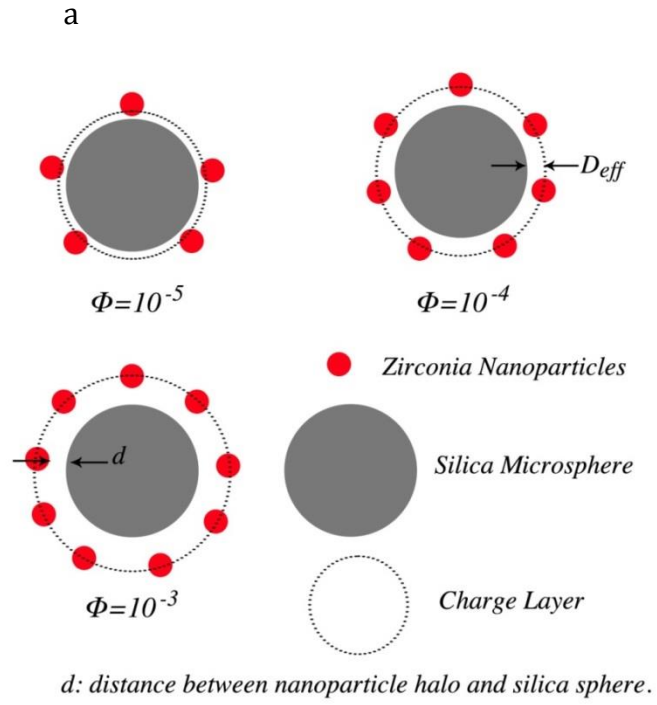 a
D_eff
Φ=10^-5
Φ=10^-4
Zirconia Nanoparticles
d
Silica Microsphere
Φ=10^-3
Charge Layer
d: distance between nanoparticle halo and silica sphere.